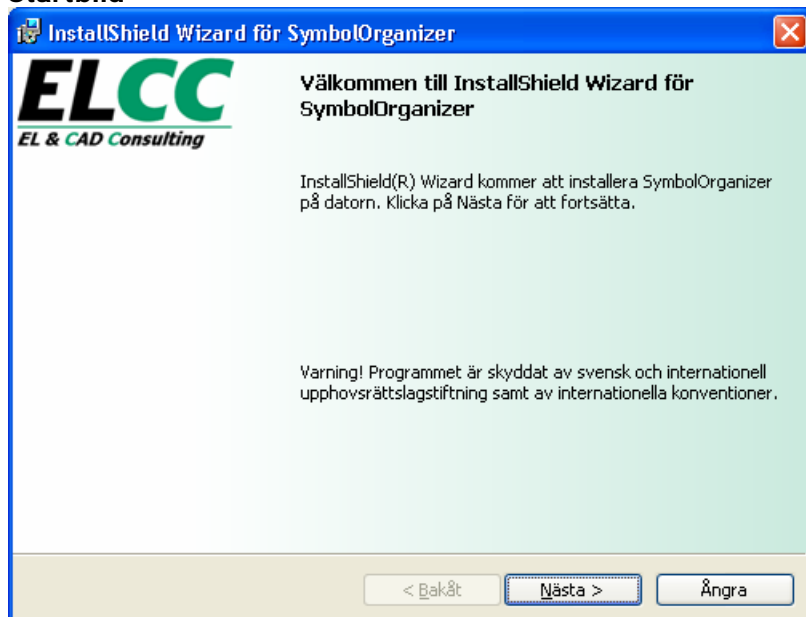 Startbild
InstallShield Wizard för SymbolOrganizer
ELCC
EL & CAD Consulting
Välkommen till InstallShield Wizard för
SymbolOrganizer
InstallShield(R) Wizard kommer att installera SymbolOrganizer
på datorn. Klicka på Nästa för att fortsätta.
Varning! Programmet är skyddat av svensk och internationell
upphovsrättslagstiftning samt av internationella konventioner.
< Bakåt
Nästa >
Ångra